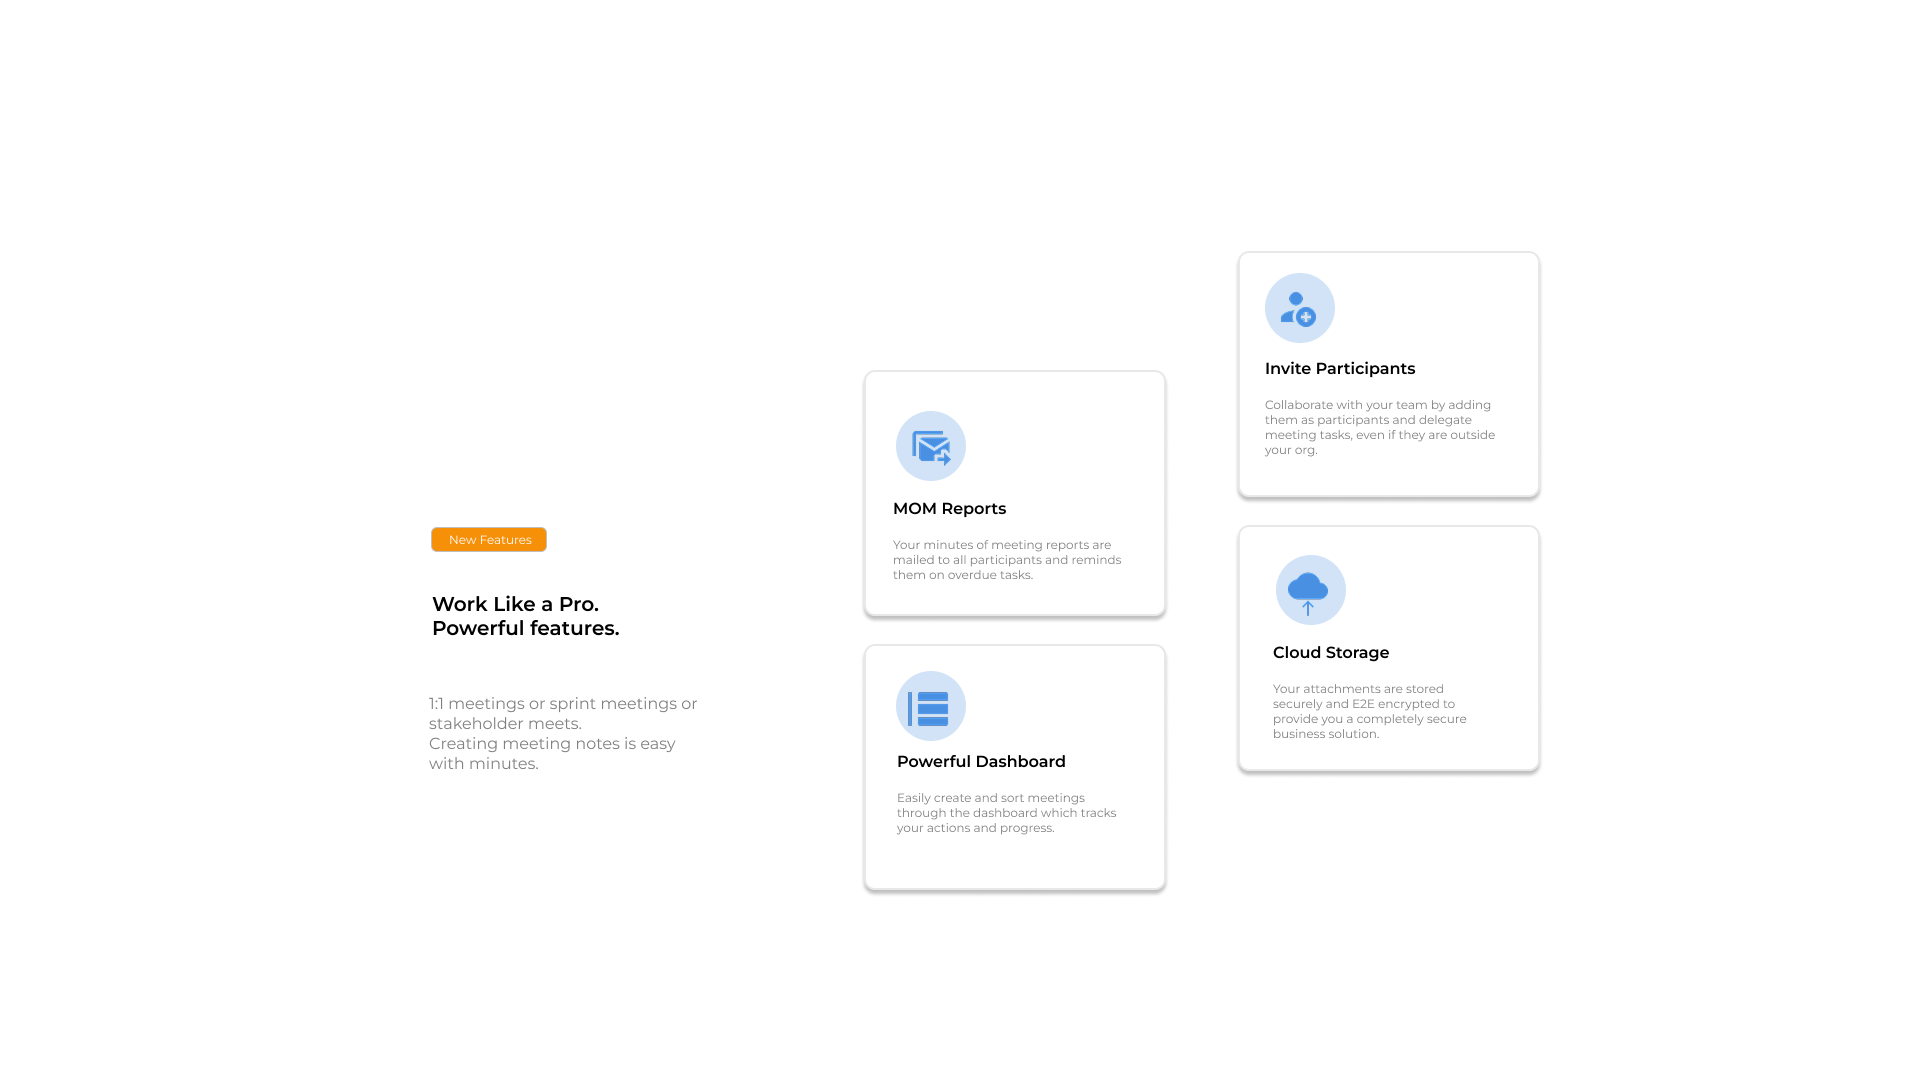 New Features
Work Like a Pro.
Powerful features.
1:1 meetings or sprint meetings or
stakeholder meets.
Creating meeting notes is easy
with minutes.
MOM Reports
Your minutes of meeting reports are
mailed to all participants and reminds
them on overdue tasks.
Powerful Dashboard
Easily create and sort meetings
through the dashboard which tracks
your actions and progress.
Invite Participants
Collaborate with your team by adding
them as participants and delegate
meeting tasks, even if they are outside
your org.
Cloud Storage
Your attachments are stored
securely and E2E encrypted to
provide you a completely secure
business solution.